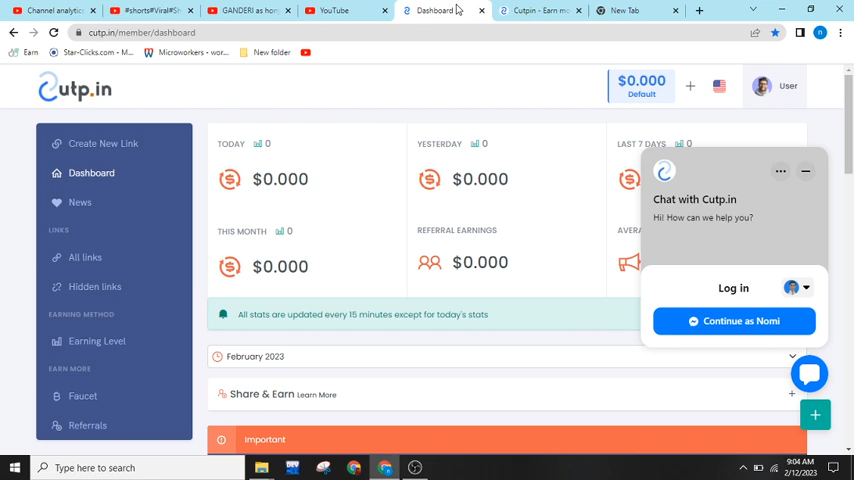 Channel analytic
#shorts#Viral#S
GANDERI as ho
YouTube
Dashboard
Cutpin - Earn mo
New Tab
cutp.in/member/dashboard
Earn
Star-Clicks.com - M...
Microworkers - wor...
New folder
Cutp.in
$0.000
Default
User
Create New Link
Dashboard
News
LINKS
All links
Hidden links
EARNING METHOD
Earning Level
EARN MORE
Faucet
Referrals
TODAY 0
$0.000
YESTERDAY 0
$0.000
LAST 7 DAYS 0
THIS MONTH 0
$0.000
REFERRAL EARNINGS
$0.000
AVERA
All stats are updated every 15 minutes except for today's stats
February 2023
Share & Earn Learn More
Important
Chat with Cutp.in
Hi! How can we help you?
Log in
Continue as Nomi
Type here to search
DEV
9:04 AM
2/12/2023